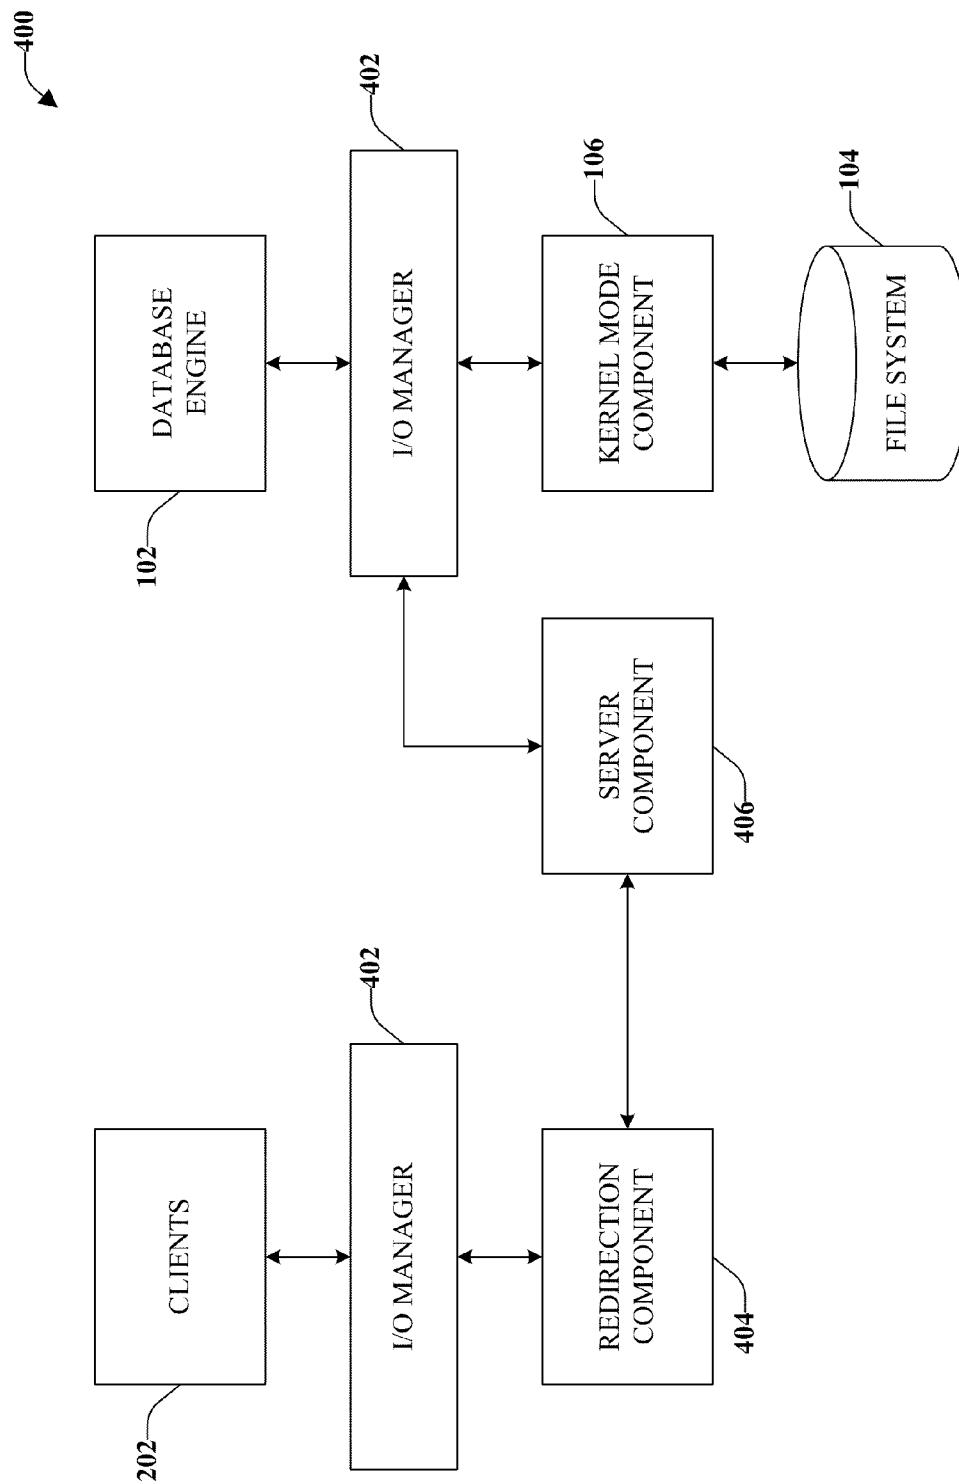 400
CLIENTS
202
I/O MANAGER
402
REDIRECTION
COMPONENT
404
SERVER
COMPONENT
406
DATABASE
ENGINE
102
I/O MANAGER
402
KERNEL MODE
COMPONENT
106
FILE SYSTEM
104